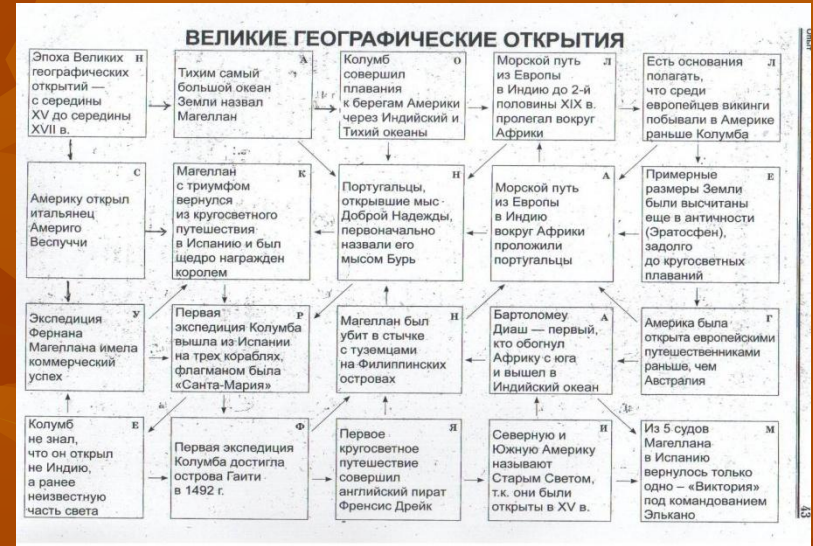 ВЕЛИКИЕ ГЕОГРАФИЧЕСКИЕ ОТКРЫТИЯ
Эпоха Великих Н
географических
открытий —
с середины
XV до середины
XVII в.
А
Тихим самый
большой океан
Земли назвал
Магеллан
Колумб О
совершил
плавания
к берегам Америки
через Индийский и
Тихий океаны
Морской путь Л
из Европы
в Индию до 2-й
половины XIX в.
пролегал вокруг
Африки
Есть основания Л
полагать,
что среди
европейцев викинги
побывали в Америке
раньше Колумба
С
Америку открыл
итальянец
Америго
Веспуччи
Магеллан К
с триумфом
вернулся
из кругосветного
путешествия
в Испанию и был
щедро награжден
королем
Н
Португальцы,
открывшие мыс
Доброй Надежды,
первоначально
назвали его
мысом Бурь
А
Морской путь
из Европы
в Индию
вокруг Африки
проложили
португальцы
Примерные Е
размеры Земли
были высчитаны
еще в античности
(Эратосфен),
задолго
до кругосветных
плаваний
У
Экспедиция
Фернана
Магеллана имела
коммерческий
успех
Первая Р
экспедиция Колумба
вышла из Испании
на трех кораблях,
флагманом была
«Санта-Мария»
Н
Магеллан был
убит в стычке
с туземцами
на Филиппинских
островах
Бартоломеу А
Диаш — первый,
кто обогнул
Африку с юга
и вышел в
Индийский океан
Г
Америка была
открыта европейскими
путешественниками
раньше, чем
Австралия
Колумб Е
не знал,
что он открыл
не Индию,
а ранее
неизвестную
часть света
Ф
Первая экспедиция
Колумба достигла
острова Гаити
в 1492 г.
Я
Первое
кругосветное
путешествие
совершил
английский пират
Френсис Дрейк
И
Северную и
Южную Америку
называют
Старым Светом,
т.к. они были
открыты в XV в.
М
Из 5 судов
Магеллана
в Испанию
вернулось только
одно – «Виктория»
под командованием
Элькано
43